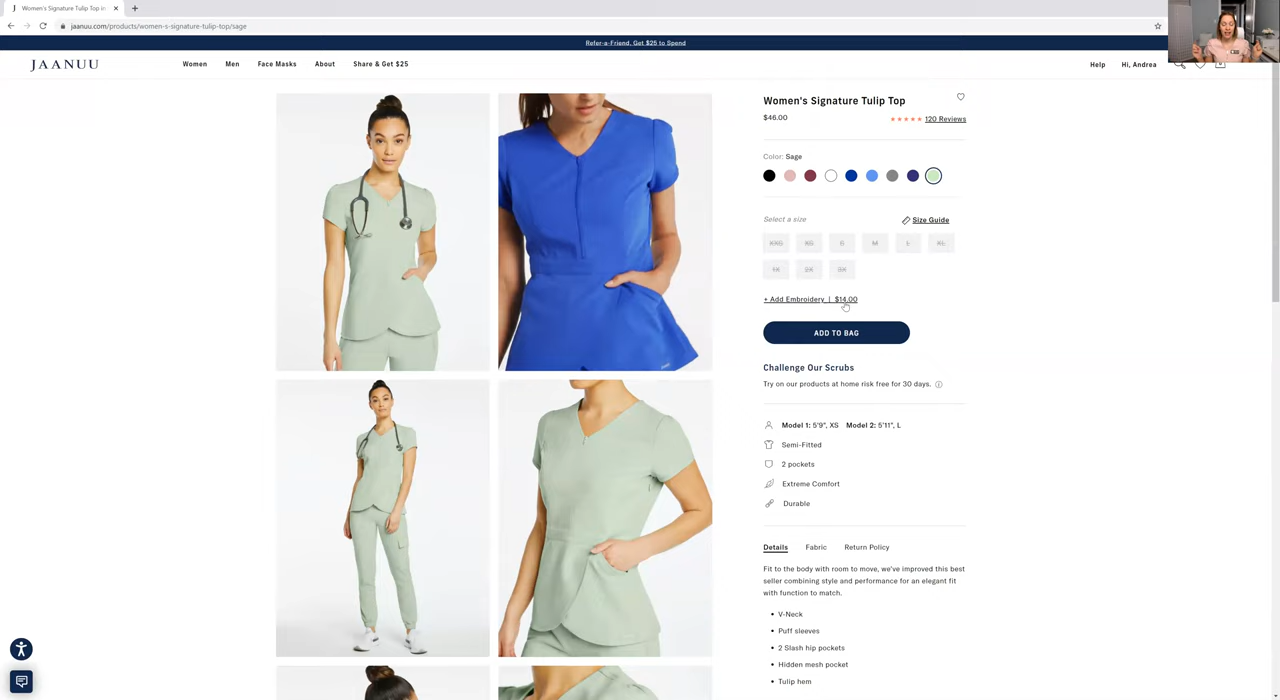 Women's Signature Tulip Top in
jaanuu.com/products/women-s-signature-tulip-top/sage
Refer-a-Friend, Get $25 to Spend
JAANUU
Women Men Face Masks About Share & Get $25
Help Hi, Andrea
Women's Signature Tulip Top
$46.00
120 Reviews
Color: Sage
Select a size
Size Guide
XXS XS S M L XL
1X 2X 3X
+ Add Embroidery | $14.00
ADD TO BAG
Challenge Our Scrubs
Try on our products at home risk free for 30 days.
Model 1: 5'9", XS Model 2: 5'11", L
Semi-Fitted
2 pockets
Extreme Comfort
Durable
Details Fabric Return Policy
Fit to the body with room to move, we've improved this best
seller combining style and performance for an elegant fit
with function to match.
• V-Neck
• Puff sleeves
• 2 Slash hip pockets
• Hidden mesh pocket
• Tulip hem